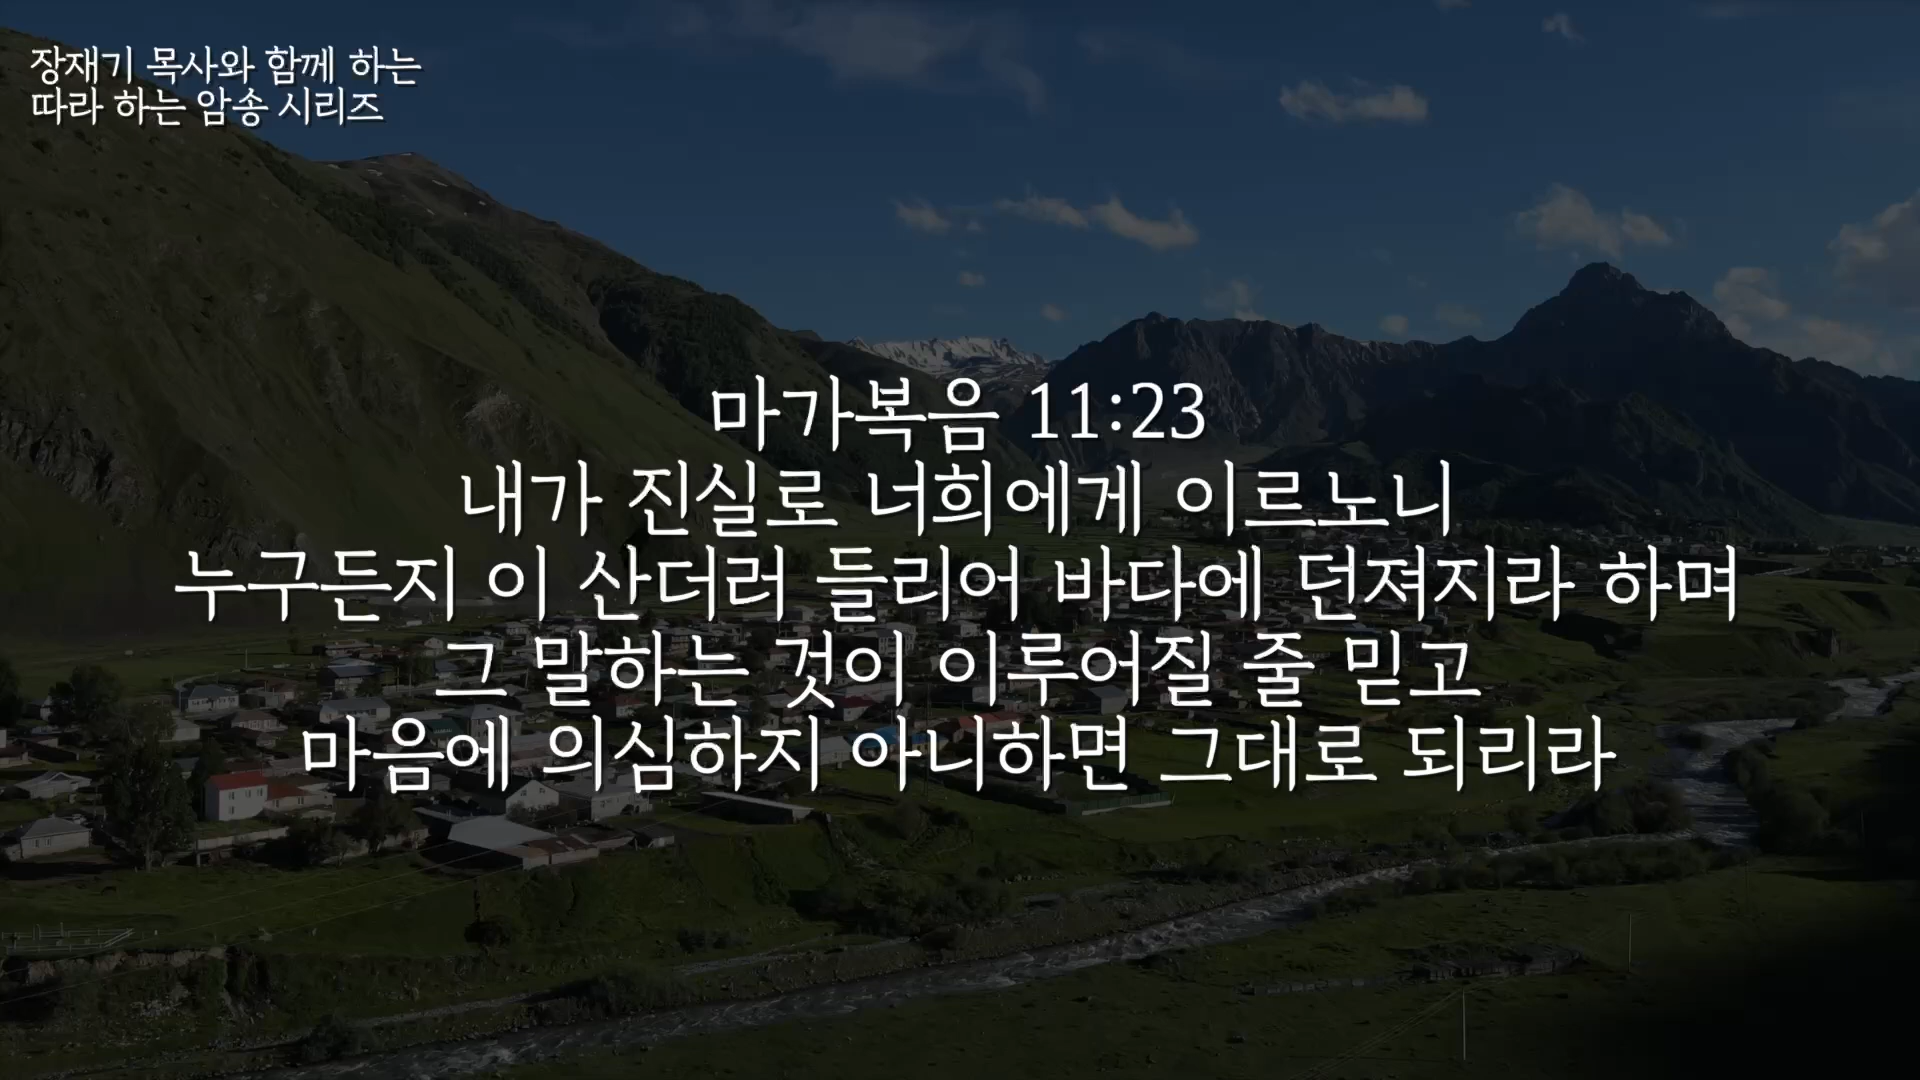 장재기 목사와 함께 하는
따라 하는 암송 시리즈
마가복음 11:23
내가 진실로 너희에게 이르노니
누구든지 이 산더러 들리어 바다에 던져지라 하며
그 말하는 것이 이루어질 줄 믿고
마음에 의심하지 아니하면 그대로 되리라